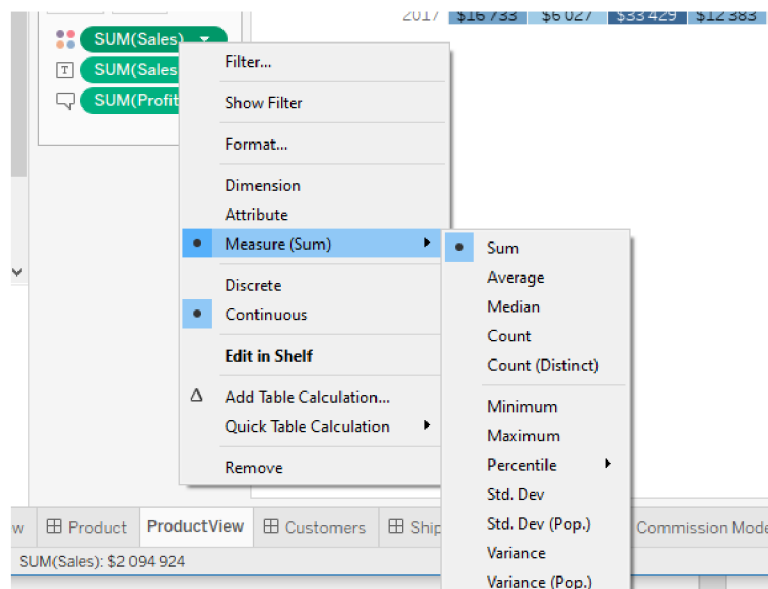 2017 $16 733 $6 027 $33 429 $12 383
SUM(Sales)
T SUM(Sales
SUM(Profit
Filter...
Show Filter
Format...
Dimension
Attribute
Measure (Sum)
Discrete
Continuous
Edit in Shelf
Add Table Calculation...
Quick Table Calculation
Remove
Sum
Average
Median
Count
Count (Distinct)
Minimum
Maximum
Percentile
Std. Dev
Std. Dev (Pop.)
Variance
Variance (Pop.)
w Product ProductView Customers Ship Commission Mode
SUM(Sales): $2 094 924